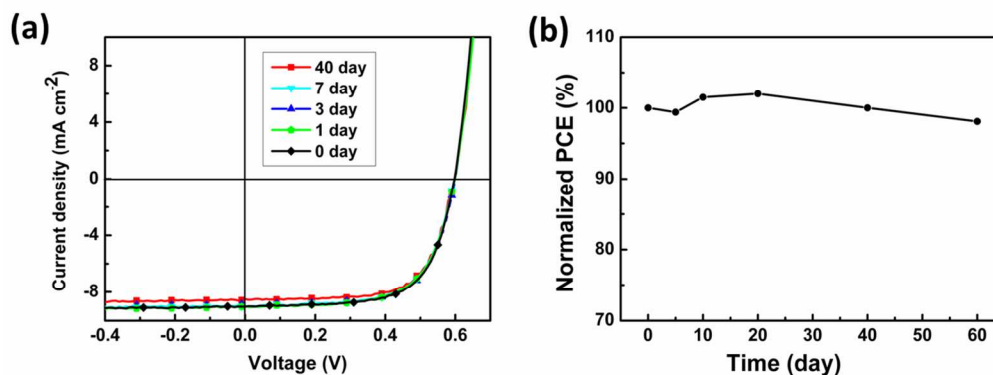 (a)
8
4
0
-4
-8
Current density (mA cm⁻²)
40 day
7 day
3 day
1 day
0 day
-0.4
-0.2
0.0
0.2
0.4
0.6
Voltage (V)
(b)
110
100
90
80
70
Normalized PCE (%)
0
10
20
30
40
50
60
Time (day)